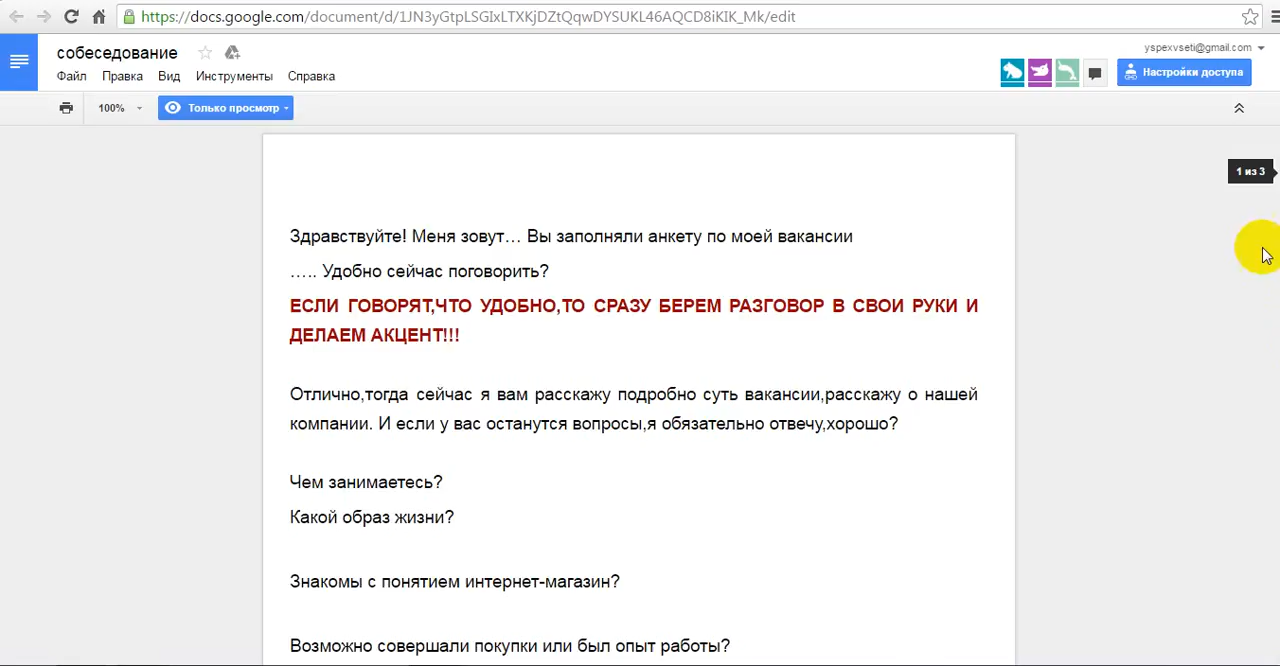 https://docs.google.com/document/d/1JN3yGtpLSGIxLTXKjDZtQqwDYSUKL46AQCD8iKIK_Mk/edit
собеседование
yspexvseti@gmail.com
Файл Правка Вид Инструменты Справка
Настройки доступа
100% Только просмотр
1 из 3
Здравствуйте! Меня зовут… Вы заполняли анкету по моей вакансии
….. Удобно сейчас поговорить?
ЕСЛИ ГОВОРЯТ,ЧТО УДОБНО,ТО СРАЗУ БЕРЕМ РАЗГОВОР В СВОИ РУКИ И
ДЕЛАЕМ АКЦЕНТ!!!
Отлично,тогда сейчас я вам расскажу подробно суть вакансии,расскажу о нашей
компании. И если у вас останутся вопросы,я обязательно отвечу,хорошо?
Чем занимаетесь?
Какой образ жизни?
Знакомы с понятием интернет-магазин?
Возможно совершали покупки или был опыт работы?